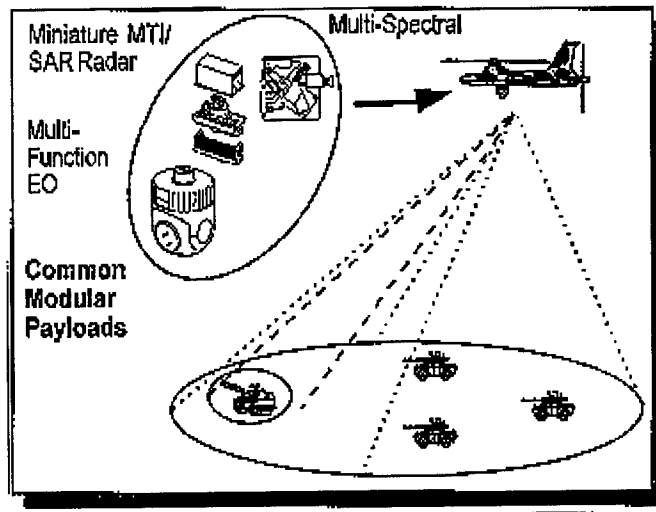 Miniature MTI/
SAR Radar
Multi-Spectral
Multi-
Function
EO
Common
Modular
Payloads